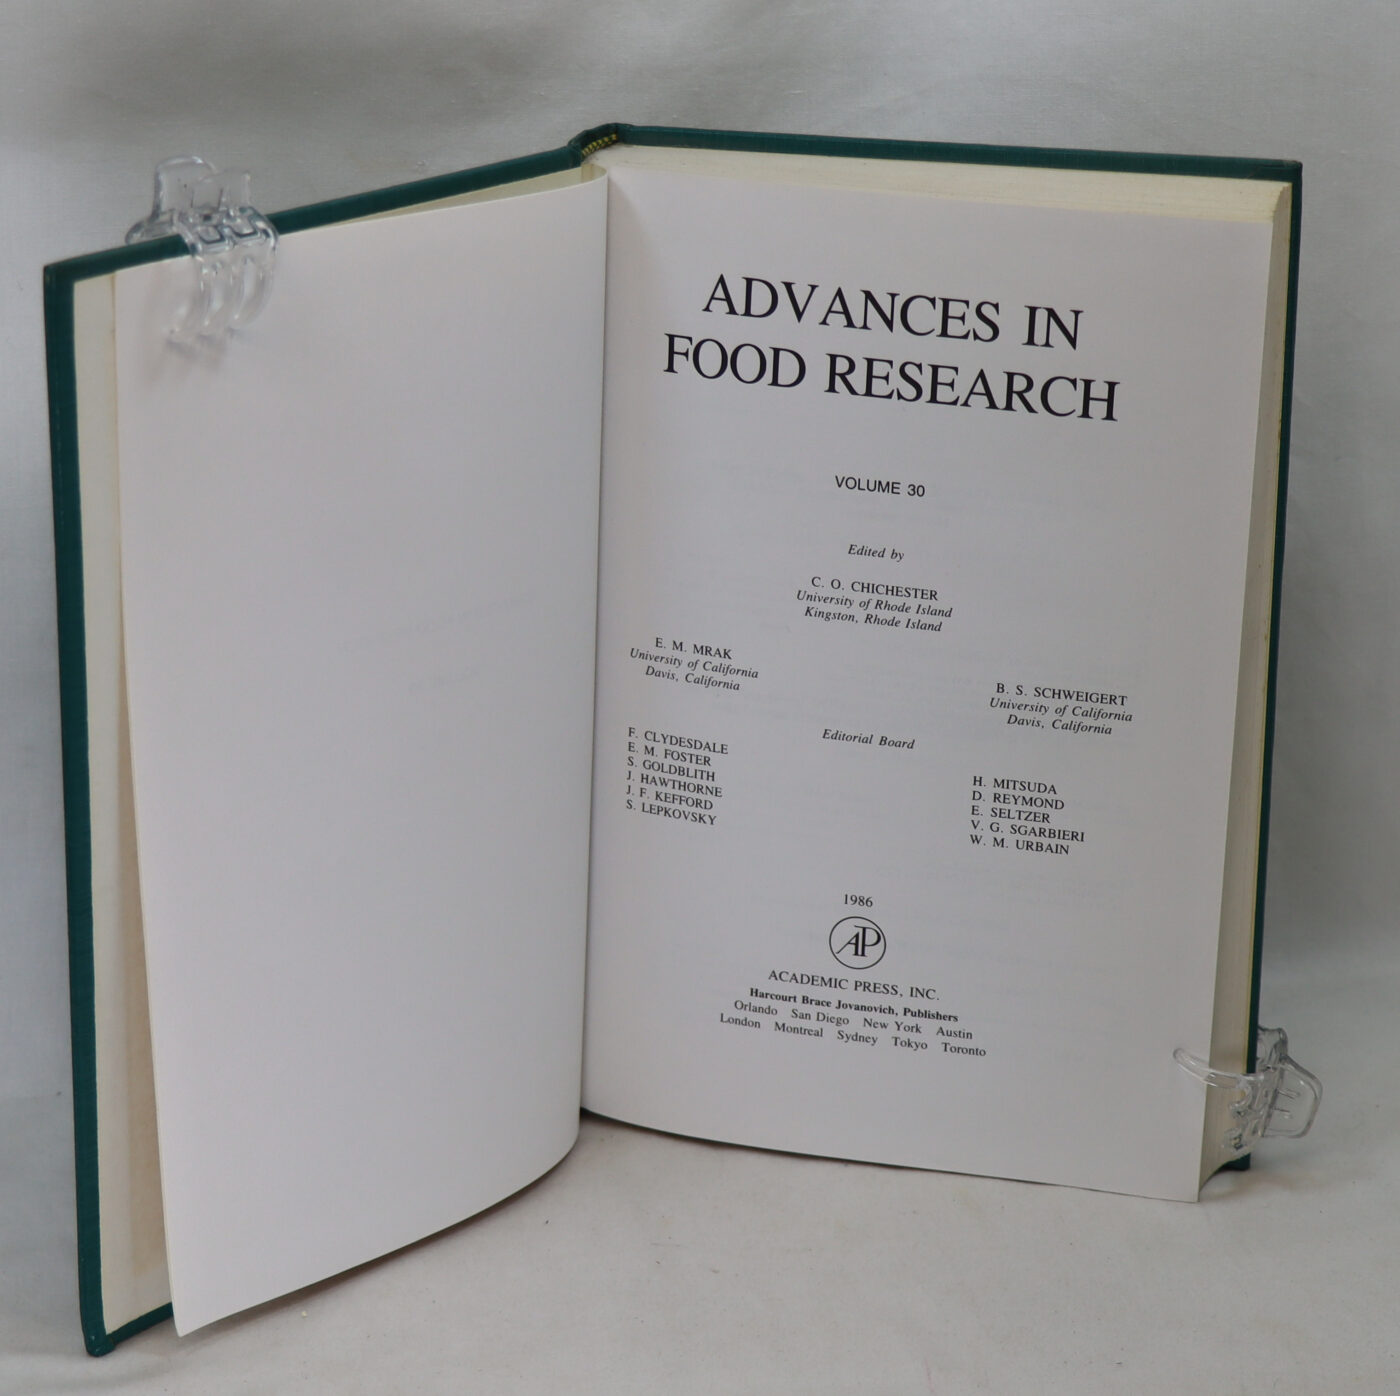 ADVANCES IN
FOOD RESEARCH
VOLUME 30
Edited by
C. O. CHICHESTER
University of Rhode Island
Kingston, Rhode Island
E. M. MRAK
University of California
Davis, California
B. S. SCHWEIGERT
University of California
Davis, California
Editorial Board
F. CLYDESDALE
E. M. FOSTER
S. GOLDBLITH
J. HAWTHORNE
J. F. KEFFORD
S. LEPKOVSKY
H. MITSUDA
D. REYMOND
E. SELTZER
V. G. SGARBIERI
W. M. URBAIN
1986
AP
ACADEMIC PRESS, INC.
Harcourt Brace Jovanovich, Publishers
Orlando San Diego New York Austin
London Montreal Sydney Tokyo Toronto